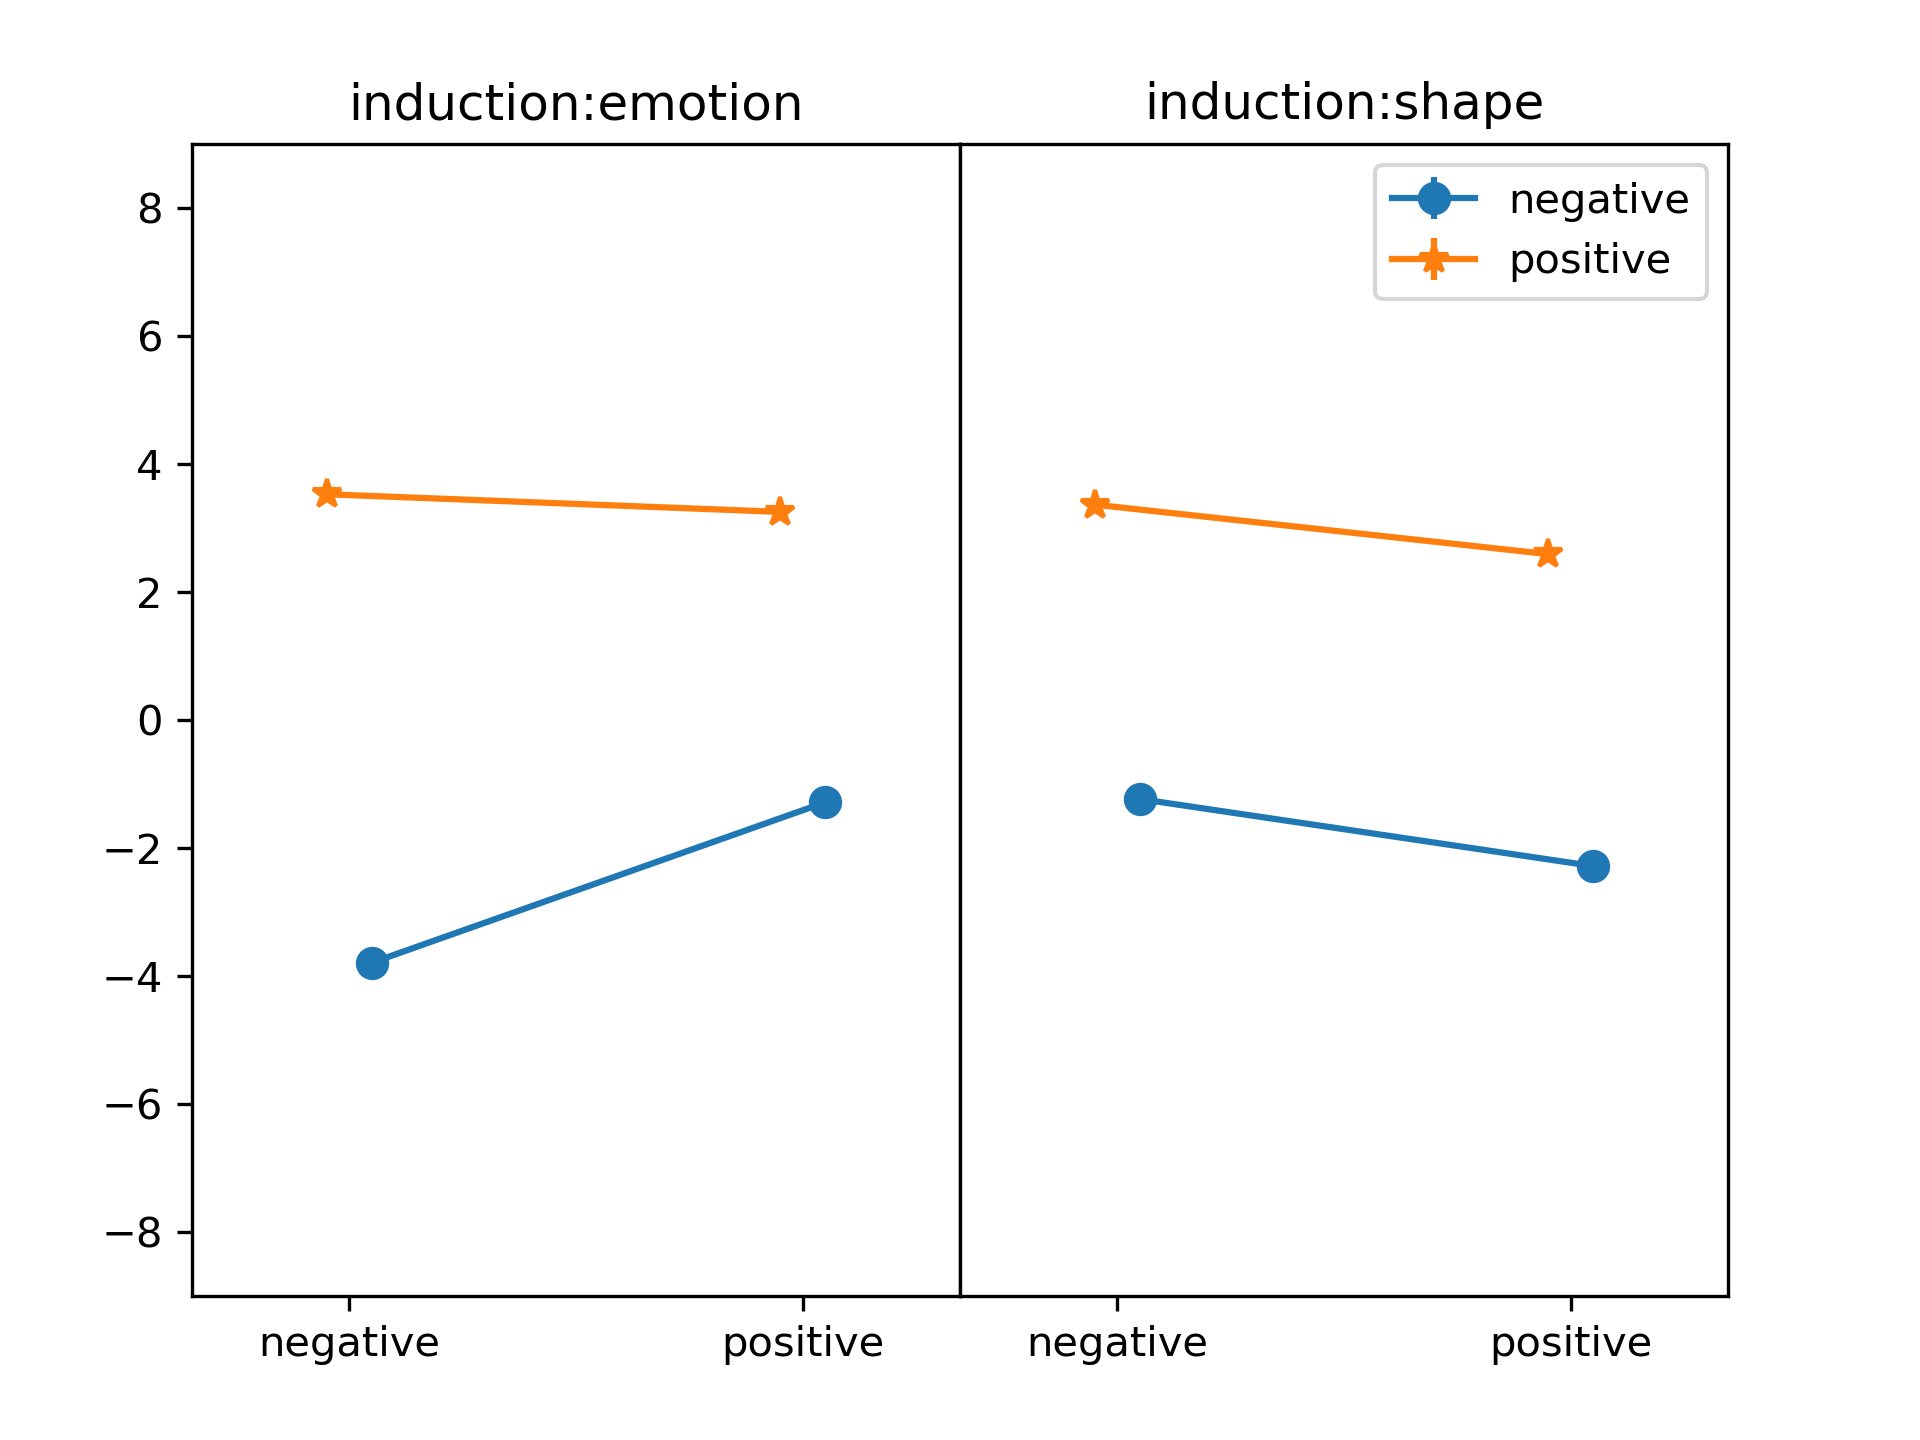 induction:emotion
induction:shape
negative
positive
8
6
4
2
0
−2
−4
−6
−8
negative
positive
negative
positive